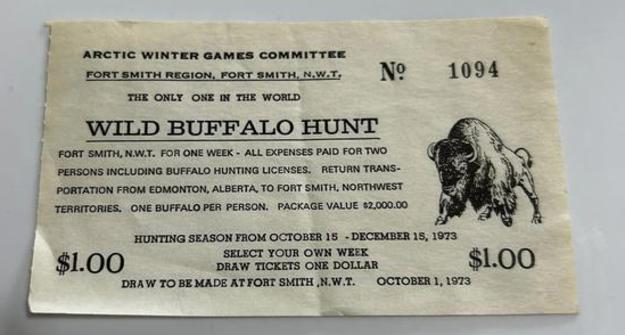 ARCTIC WINTER GAMES COMMITTEE
FORT SMITH REGION, FORT SMITH, N.W.T.
Nº 1094
THE ONLY ONE IN THE WORLD
WILD BUFFALO HUNT
FORT SMITH, N.W.T. FOR ONE WEEK - ALL EXPENSES PAID FOR TWO
PERSONS INCLUDING BUFFALO HUNTING LICENSES. RETURN TRANS-
PORTATION FROM EDMONTON, ALBERTA, TO FORT SMITH, NORTHWEST
TERRITORIES. ONE BUFFALO PER PERSON. PACKAGE VALUE $2,000.00
HUNTING SEASON FROM OCTOBER 15 - DECEMBER 15, 1973
$1.00
SELECT YOUR OWN WEEK
DRAW TICKETS ONE DOLLAR
$1.00
DRAW TO BE MADE AT FORT SMITH ,N.W.T. OCTOBER 1, 1973